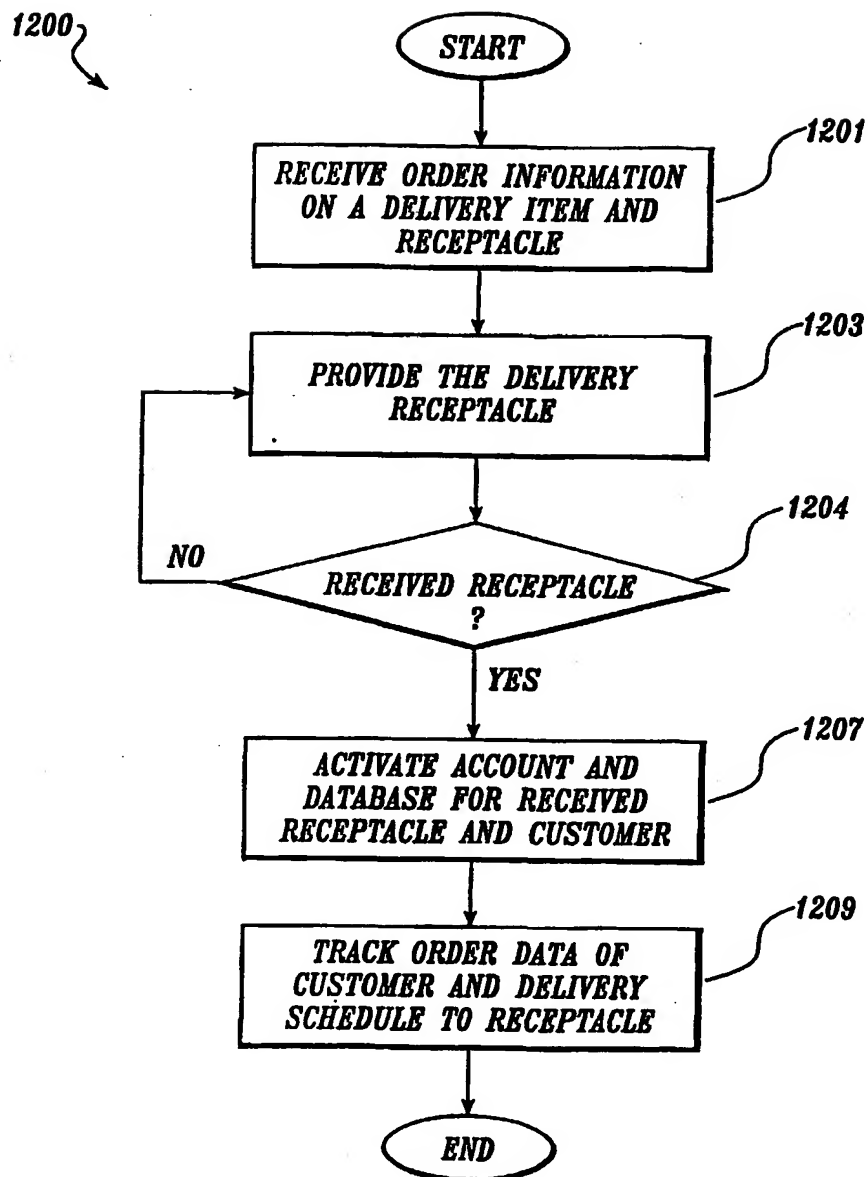 1200
START
1201
RECEIVE ORDER INFORMATION
ON A DELIVERY ITEM AND
RECEPTACLE
1203
PROVIDE THE DELIVERY
RECEPTACLE
1204
NO
RECEIVED RECEPTACLE
?
YES
1207
ACTIVATE ACCOUNT AND
DATABASE FOR RECEIVED
RECEPTACLE AND CUSTOMER
1209
TRACK ORDER DATA OF
CUSTOMER AND DELIVERY
SCHEDULE TO RECEPTACLE
END